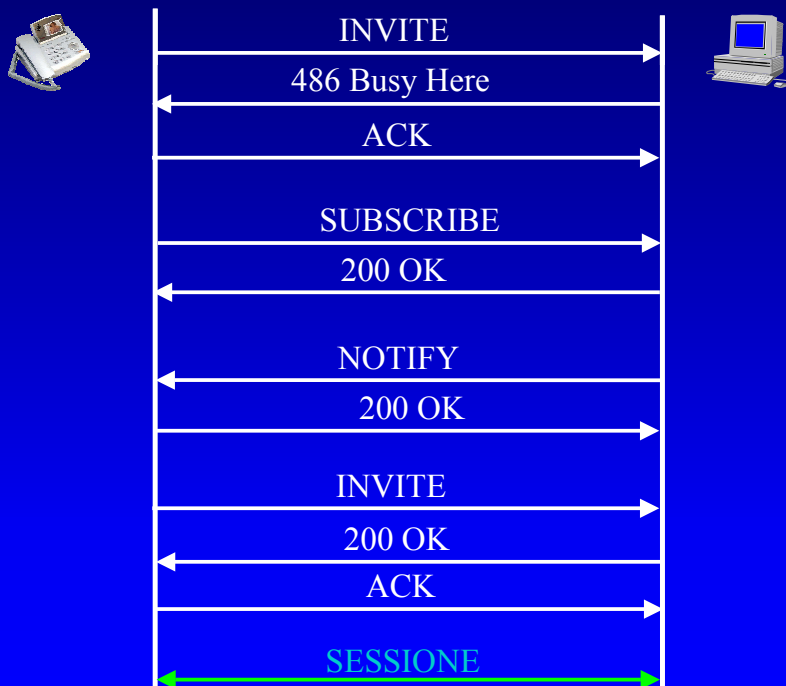 INVITE
486 Busy Here
ACK
SUBSCRIBE
200 OK
NOTIFY
200 OK
INVITE
200 OK
ACK
SESSIONE